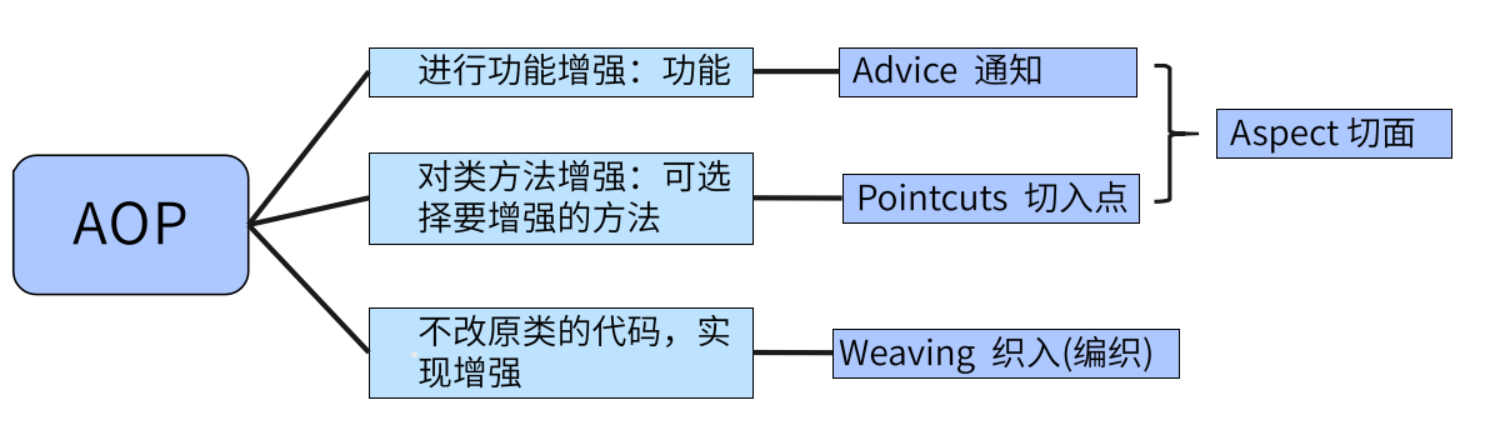 AOP
进行功能增强：功能
Advice 通知
对类方法增强：可选
择要增强的方法
Pointcuts 切入点
Aspect 切面
不改原类的代码，实
现增强
Weaving 织入(编织)